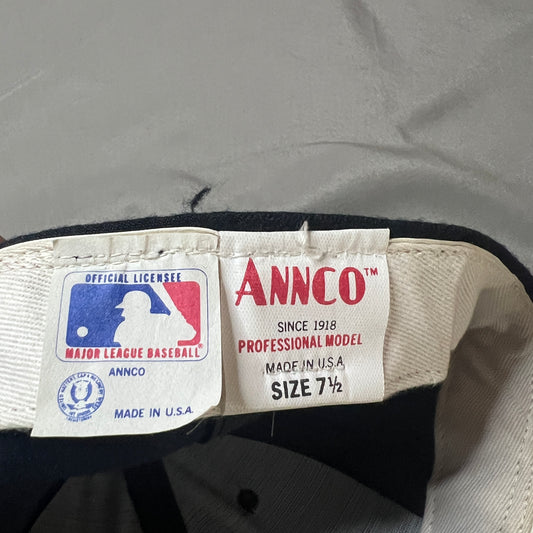 OFFICIAL LICENSEE
MAJOR LEAGUE BASEBALL®
ANNCO
MADE IN U.S.A.
ANNCO™
SINCE 1918
PROFESSIONAL MODEL
MADE IN U.S.A
SIZE 7½